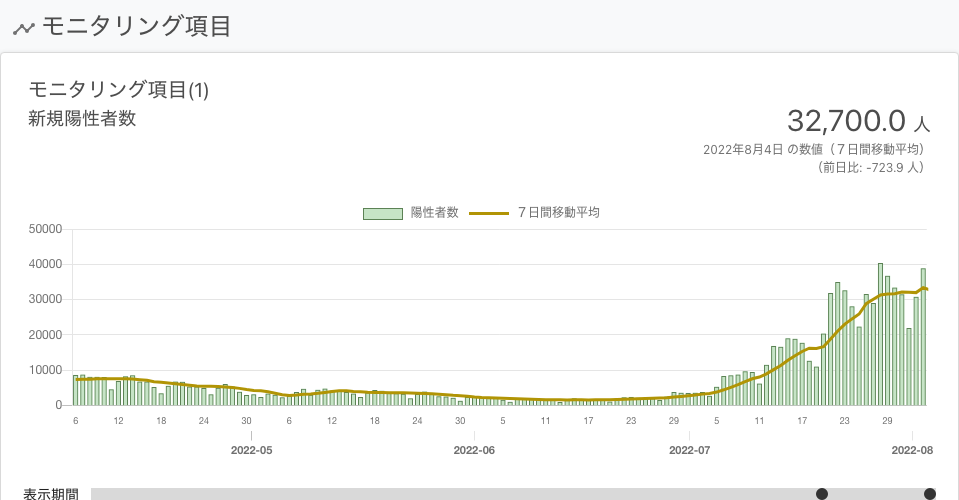 モニタリング項目
モニタリング項目(1)
新規陽性者数
32,700.0 人
2022年8月4日 の数値（７日間移動平均）
（前日比: -723.9 人）
陽性者数 ７日間移動平均
50000
40000
30000
20000
10000
0
6 12 18 24 30 6 12 18 24 30 5 11 17 23 29 5 11 17 23 29
2022-05 2022-06 2022-07 2022-08
表示期間